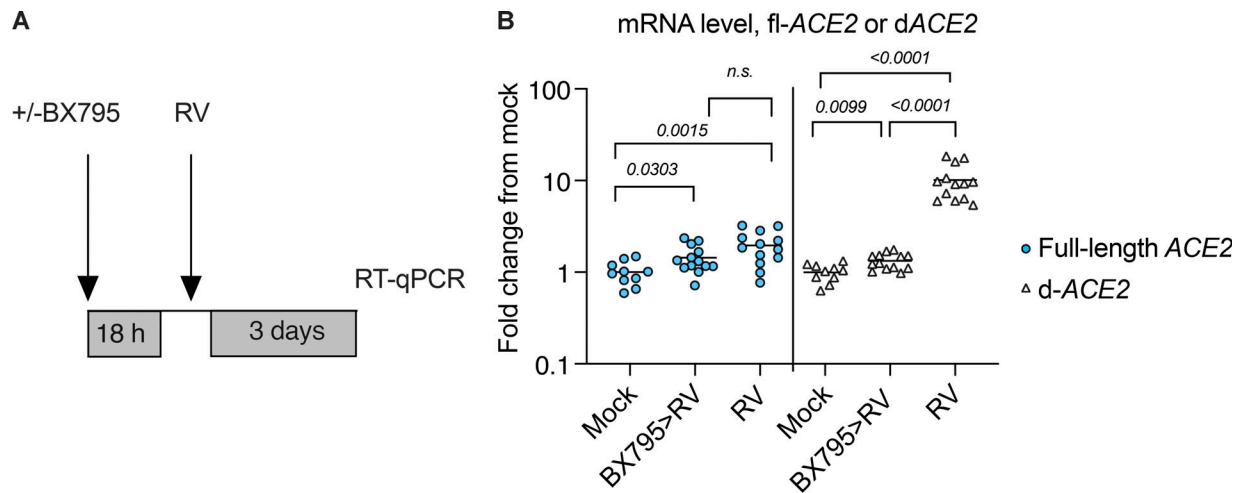 A
+/-BX795
RV
RT-qPCR
18 h
3 days
B
mRNA level, fl-ACE2 or dACE2
Fold change from mock
100
10
1
0.1
n.s.
0.0015
0.0303
<0.0001
0.0099
<0.0001
Mock
BX795>RV
RV
Mock
BX795>RV
RV
Full-length ACE2
d-ACE2